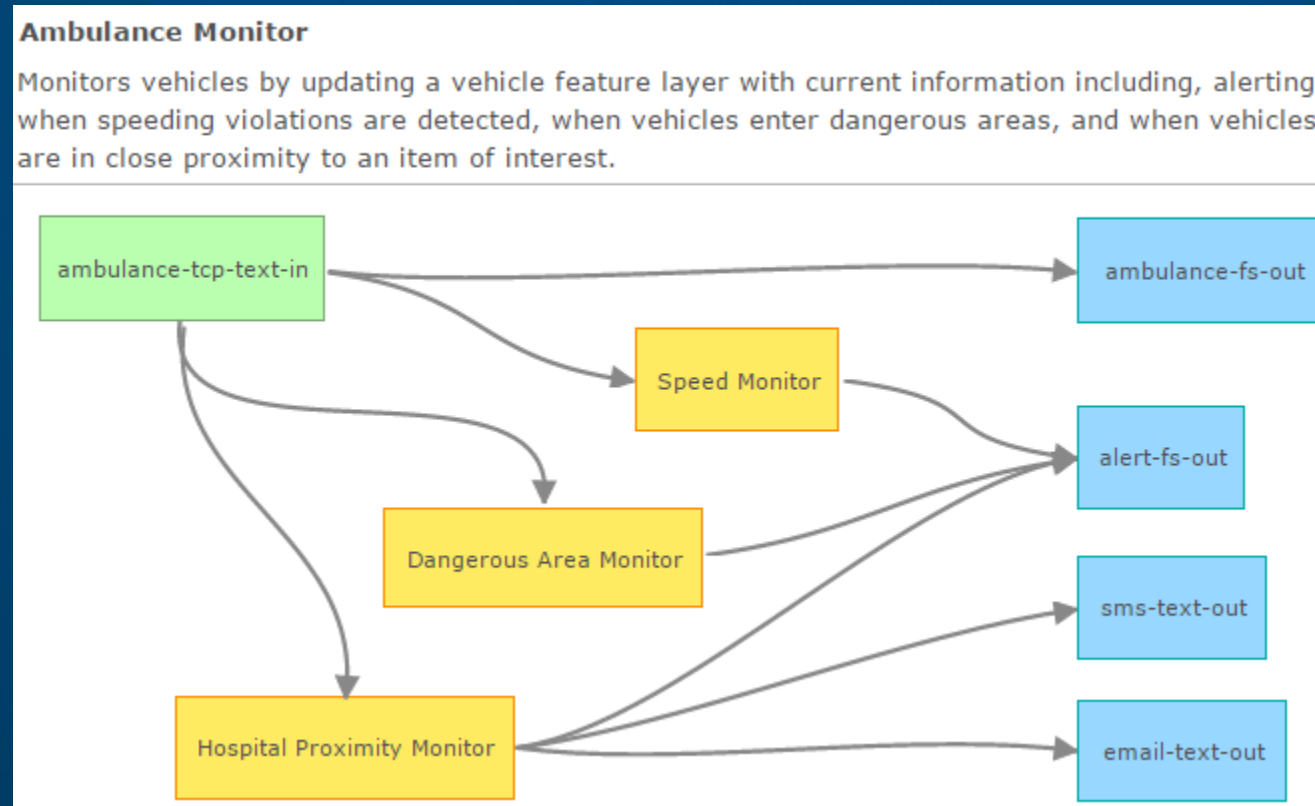 Ambulance Monitor
Monitors vehicles by updating a vehicle feature layer with current information including, alerting
when speeding violations are detected, when vehicles enter dangerous areas, and when vehicles
are in close proximity to an item of interest.
ambulance-tcp-text-in
ambulance-fs-out
Speed Monitor
alert-fs-out
Dangerous Area Monitor
sms-text-out
Hospital Proximity Monitor
email-text-out